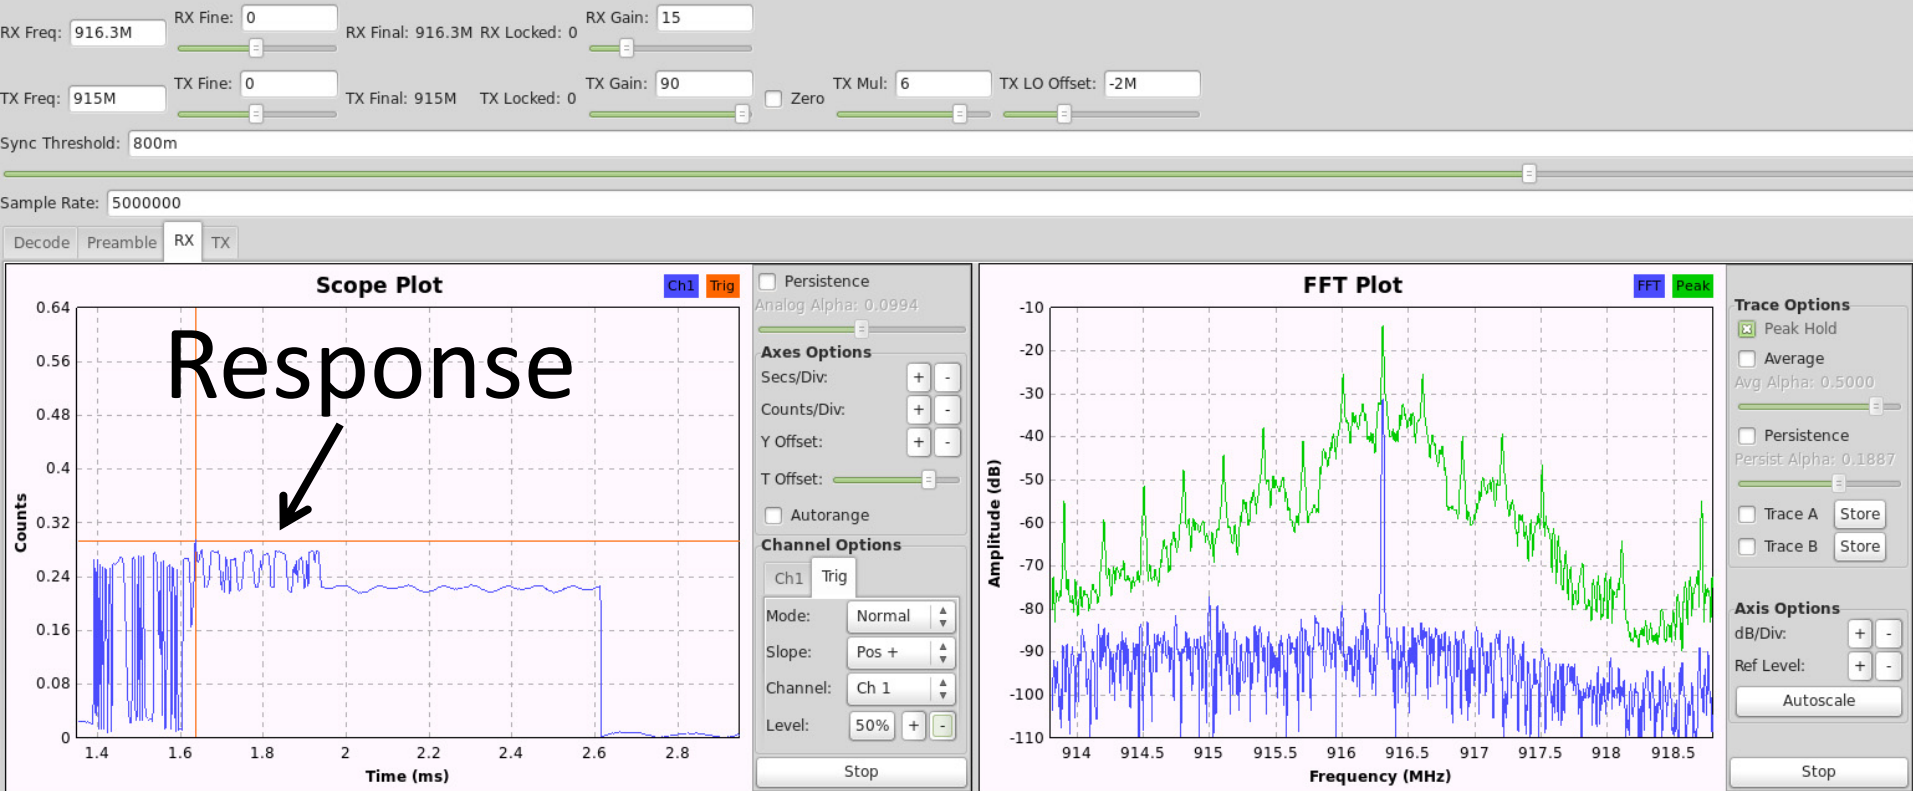 RX Freq: 916.3M RX Fine: 0 RX Final: 916.3M RX Locked: 0 RX Gain: 15
TX Freq: 915M TX Fine: 0 TX Final: 915M TX Locked: 0 TX Gain: 90 Zero TX Mul: 6 TX LO Offset: -2M
Sync Threshold: 800m
Sample Rate: 5000000
Decode Preamble RX TX
Scope Plot
Ch1 Trig
Response
Counts
0.64
0.56
0.48
0.4
0.32
0.24
0.16
0.08
0
1.4 1.6 1.8 2 2.2 2.4 2.6 2.8
Time (ms)
Persistence
Analog Alpha: 0.0994
Axes Options
Secs/Div: + -
Counts/Div: + -
Y Offset: + -
T Offset:
Autorange
Channel Options
Ch1 Trig
Mode: Normal
Slope: Pos +
Channel: Ch 1
Level: 50% + -
Stop
FFT Plot
FFT Peak
Amplitude (dB)
-10
-20
-30
-40
-50
-60
-70
-80
-90
-100
-110
914 914.5 915 915.5 916 916.5 917 917.5 918 918.5
Frequency (MHz)
Trace Options
Peak Hold
Average
Avg Alpha: 0.5000
Persistence
Persist Alpha: 0.1887
Trace A Store
Trace B Store
Axis Options
dB/Div: + -
Ref Level: + -
Autoscale
Stop